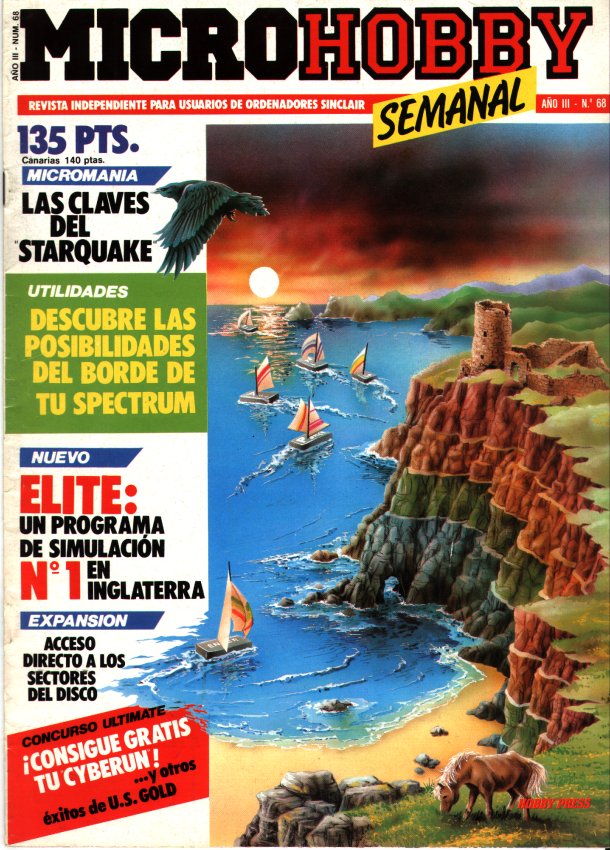 AÑO III - NUM. 68
MICROHOBBY
SEMANAL
REVISTA INDEPENDIENTE PARA USUARIOS DE ORDENADORES SINCLAIR
AÑO III - N.º 68
135 PTS.
Canarias 140 ptas.
MICROMANIA
LAS CLAVES
DEL
"STARQUAKE"
UTILIDADES
DESCUBRE LAS
POSIBILIDADES
DEL BORDE DE
TU SPECTRUM
NUEVO
ELITE:
UN PROGRAMA
DE SIMULACIÓN
Nº 1 EN
INGLATERRA
EXPANSION
ACCESO
DIRECTO A LOS
SECTORES
DEL DISCO
CONCURSO ULTIMATE
¡CONSIGUE GRATIS
TU CYBERUN!
...y otros
éxitos de U.S. GOLD
HOBBY PRESS